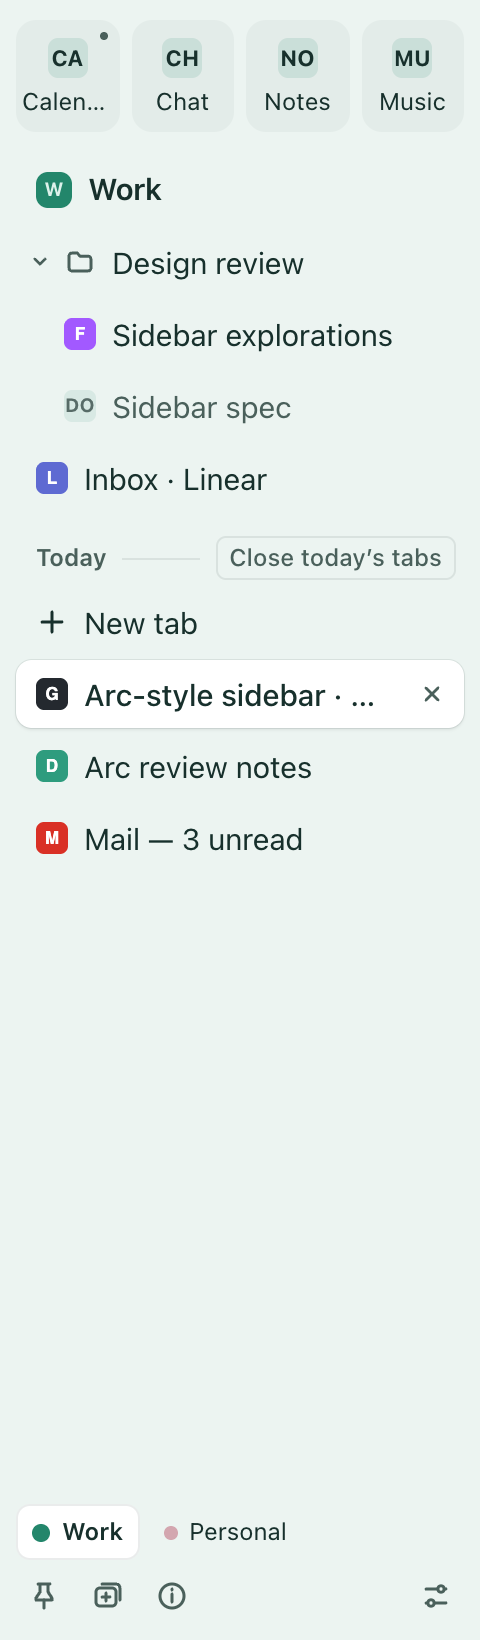 CA CH NO MU
Calen... Chat Notes Music
W Work
Design review
F Sidebar explorations
DO Sidebar spec
L Inbox · Linear
Today Close today’s tabs
New tab
G Arc-style sidebar · ...
D Arc review notes
M Mail — 3 unread
Work Personal